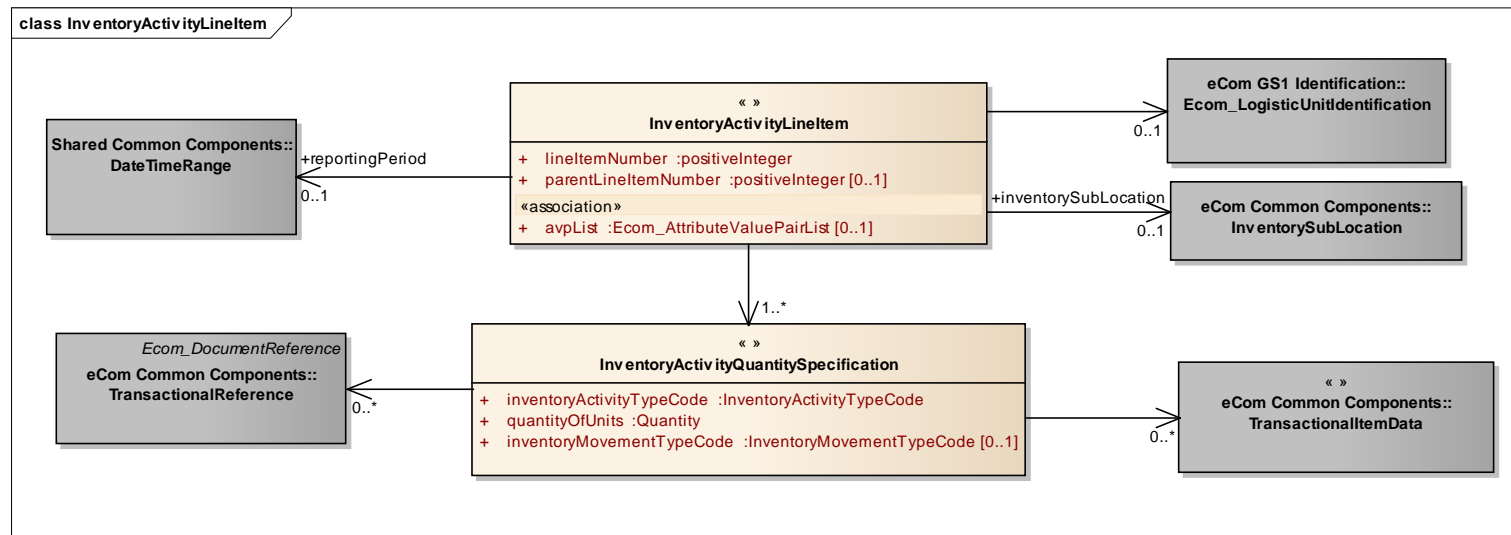 class InventoryActivityLineItem
Shared Common Components::
DateTimeRange
+reportingPeriod
0..1
« »
InventoryActivityLineItem
+ lineItemNumber :positiveInteger
+ parentLineItemNumber :positiveInteger [0..1]
«association»
+ avpList :Ecom_AttributeValuePairList [0..1]
eCom GS1 Identification::
Ecom_LogisticUnitIdentification
0..1
+inventorySubLocation
0..1
eCom Common Components::
InventorySubLocation
1..*
Ecom_DocumentReference
eCom Common Components::
TransactionalReference
0..*
« »
InventoryActivityQuantitySpecification
+ inventoryActivityTypeCode :InventoryActivityTypeCode
+ quantityOfUnits :Quantity
+ inventoryMovementTypeCode :InventoryMovementTypeCode [0..1]
0..*
« »
eCom Common Components::
TransactionalItemData